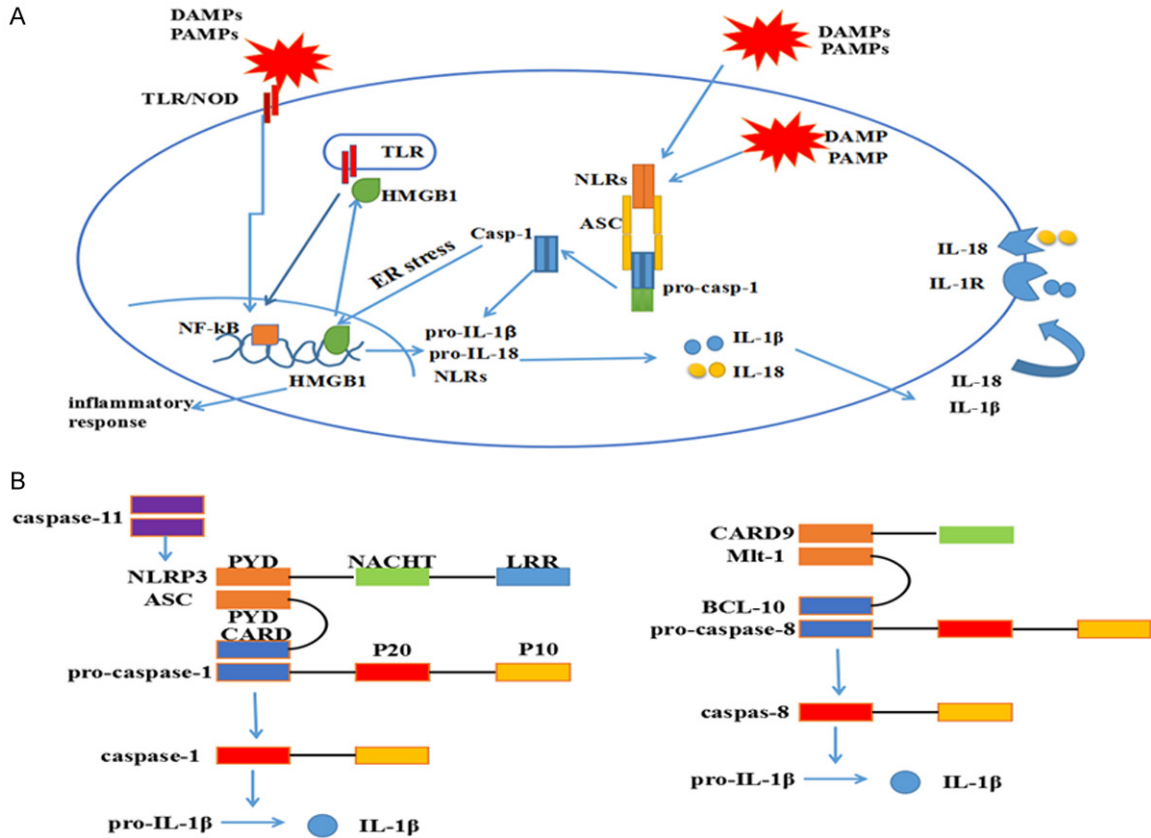 A
DAMPs
PAMPs
DAMPs
PAMPs
TLR/NOD
DAMP
PAMP
TLR
NLRs
HMGB1
ASC
Casp-1
IL-18
ER stress
IL-1R
pro-casp-1
NF-kB
pro-IL-1β
IL-1β
pro-IL-18
HMGB1
NLRs
IL-18
IL-18
inflammatory
response
IL-1β
B
caspase-11
CARD9
PYD
NACHT
LRR
Mlt-1
NLRP3
ASC
PYD
BCL-10
CARD
pro-caspase-8
P20
P10
pro-caspase-1
caspas-8
caspase-1
pro-IL-1β
IL-1β
pro-IL-1β
IL-1β